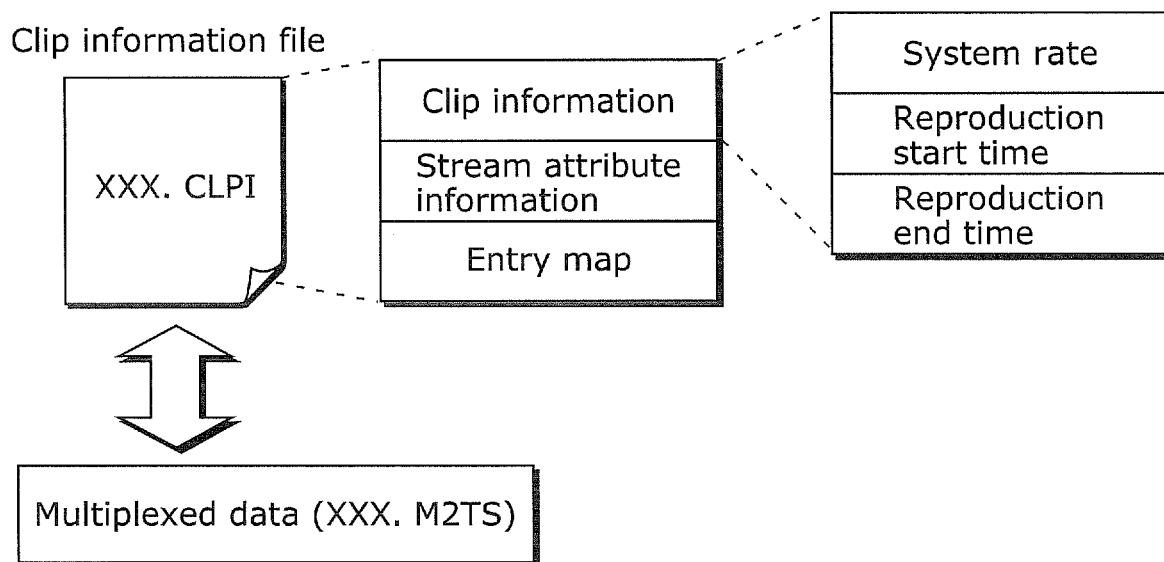 Clip information file
XXX. CLPI
Clip information
Stream attribute
information
Entry map
System rate
Reproduction
start time
Reproduction
end time
Multiplexed data (XXX. M2TS)